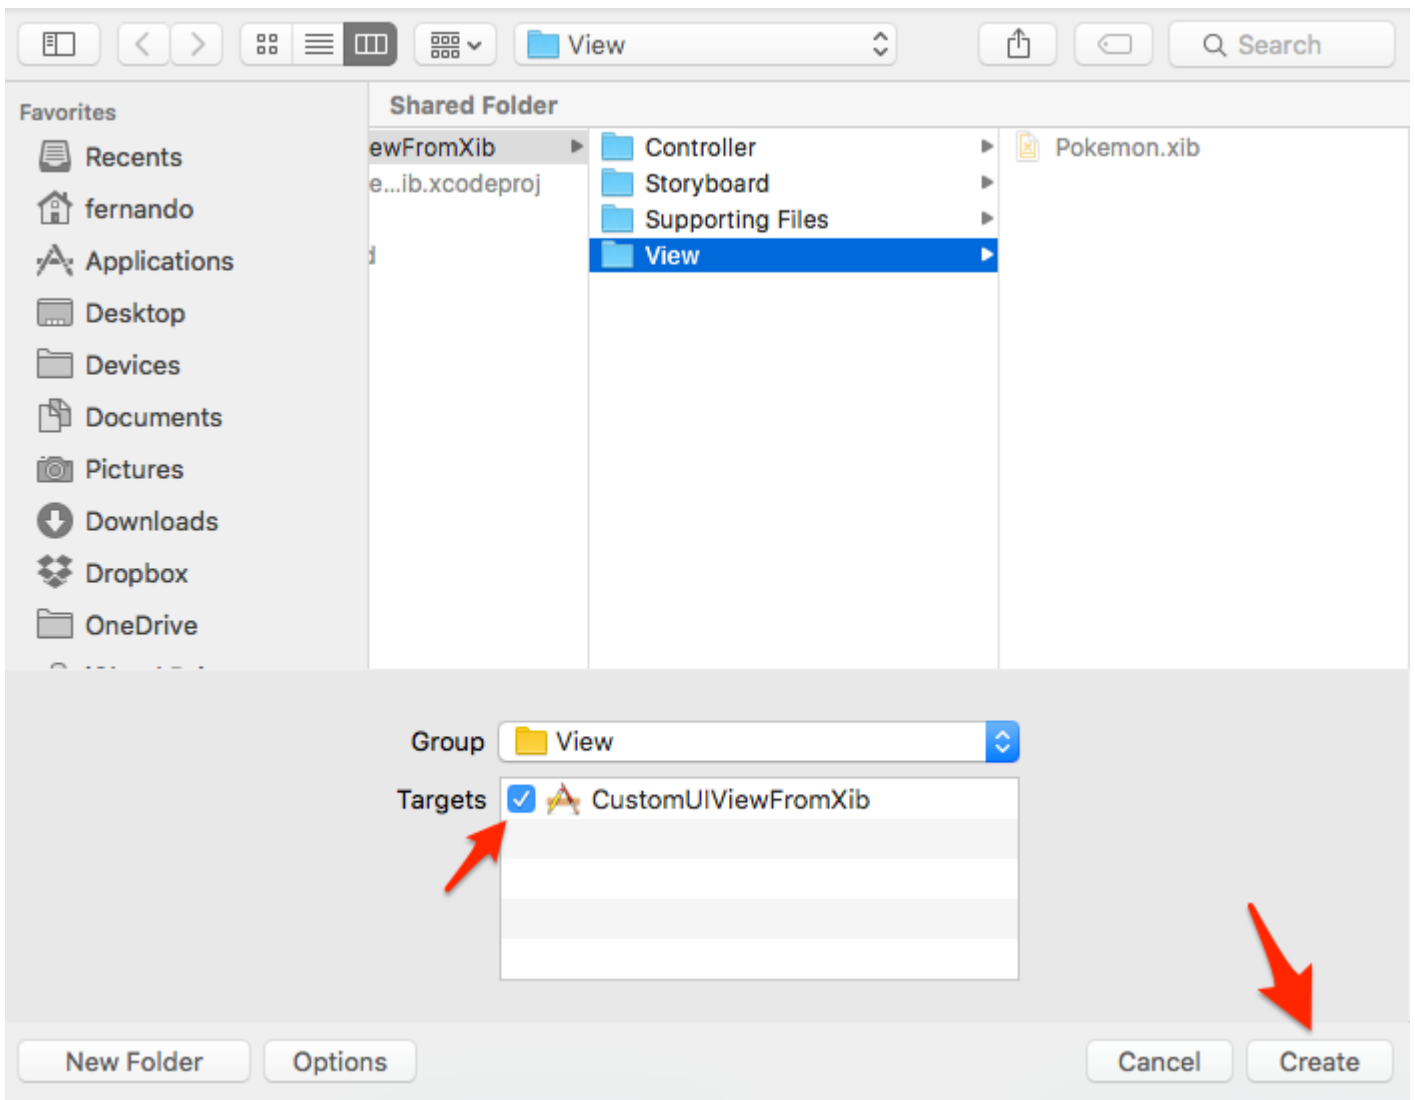 View
Search
Favorites
Shared Folder
Recents
fernando
Applications
Desktop
Devices
Documents
Pictures
Downloads
Dropbox
OneDrive
ewFromXib
e...ib.xcodeproj
Controller
Storyboard
Supporting Files
View
Pokemon.xib
Group View
Targets CustomUIViewFromXib
New Folder Options Cancel Create